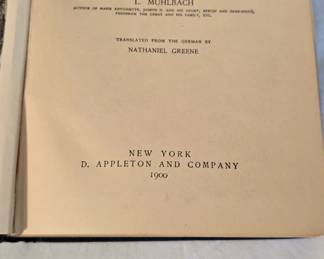 L. MUHLBACH
AUTHOR OF MARIE ANTOINETTE, JOSEPH II. AND HIS COURT, BERLIN AND SANS-SOUCI,
FREDERICK THE GREAT AND HIS FAMILY, ETC.
TRANSLATED FROM THE GERMAN BY
NATHANIEL GREENE
NEW YORK
D. APPLETON AND COMPANY
1900